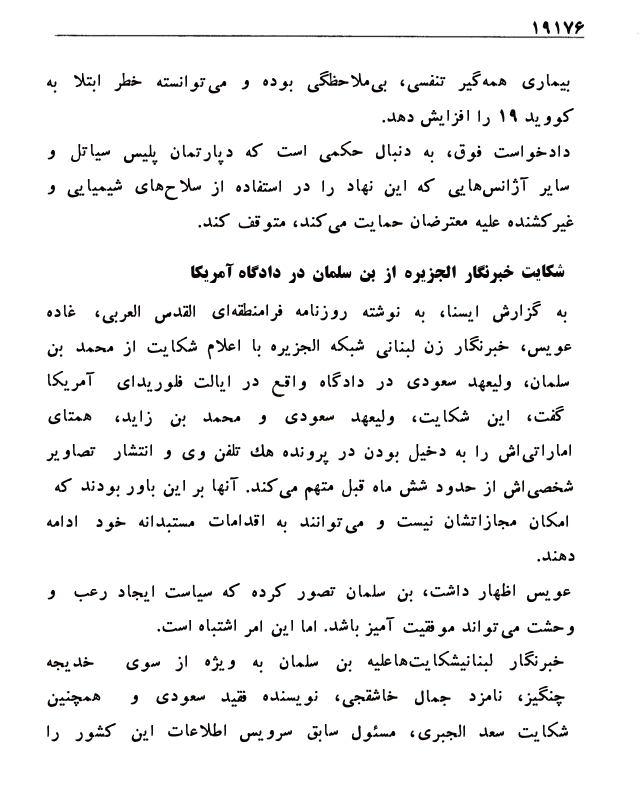 ۱۹۱۷۶
بیماری همه‌گیر تنفسی، بی‌ملاحظگی بوده و می‌توانسته خطر ابتلا به
کووید ۱۹ را افزایش دهد.
دادخواست فوق، به دنبال حکمی است که دپارتمان پلیس سیاتل و
سایر آژانس‌هایی که این نهاد را در استفاده از سلاح‌های شیمیایی و
غیرکشنده علیه معترضان حمایت می‌کند، متوقف کند.
شکایت خبرنگار الجزیره از بن سلمان در دادگاه آمریکا
به گزارش ایسنا، به نوشته روزنامه فرامنطقه‌ای القدس العربی، غاده
عویس، خبرنگار زن لبنانی شبکه الجزیره با اعلام شکایت از محمد بن
سلمان، ولیعهد سعودی در دادگاه واقع در ایالت فلوریدای آمریکا
گفت، این شکایت، ولیعهد سعودی و محمد بن زاید، همتای
اماراتی‌اش را به دخیل بودن در پرونده هك تلفن وی و انتشار تصاویر
شخصی‌اش از حدود شش ماه قبل متهم می‌کند. آنها بر این باور بودند که
امکان مجازاتشان نیست و می‌توانند به اقدامات مستبدانه خود ادامه
دهند.
عویس اظهار داشت، بن سلمان تصور کرده که سیاست ایجاد رعب و
وحشت می‌تواند موفقیت آمیز باشد. اما این امر اشتباه است.
خبرنگار لبنانیشکایت‌هاعلیه بن سلمان به ویژه از سوی خدیجه
چنگیز، نامزد جمال خاشقجی، نویسنده فقید سعودی و همچنین
شکایت سعد الجبری، مسئول سابق سرویس اطلاعات این کشور را